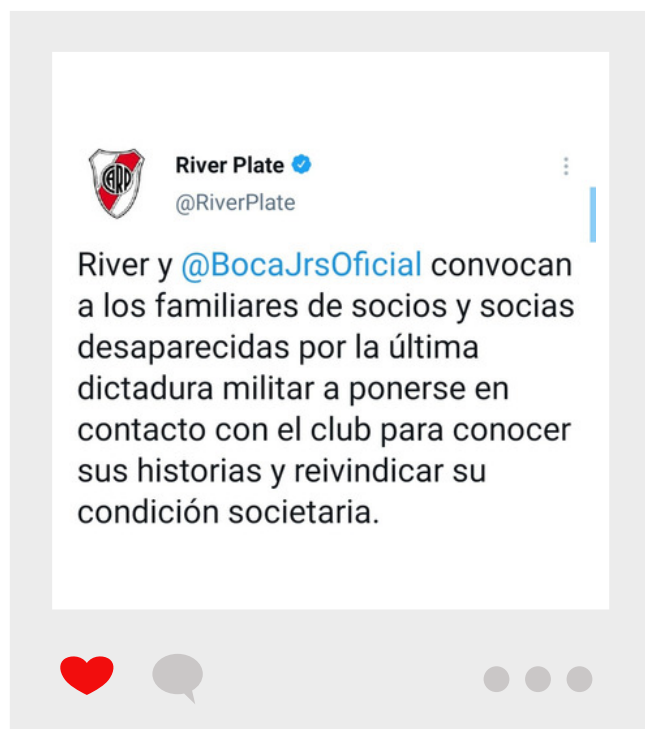 CARP
River Plate
@RiverPlate
River y @BocaJrsOficial convocan
a los familiares de socios y socias
desaparecidas por la última
dictadura militar a ponerse en
contacto con el club para conocer
sus historias y reivindicar su
condición societaria.